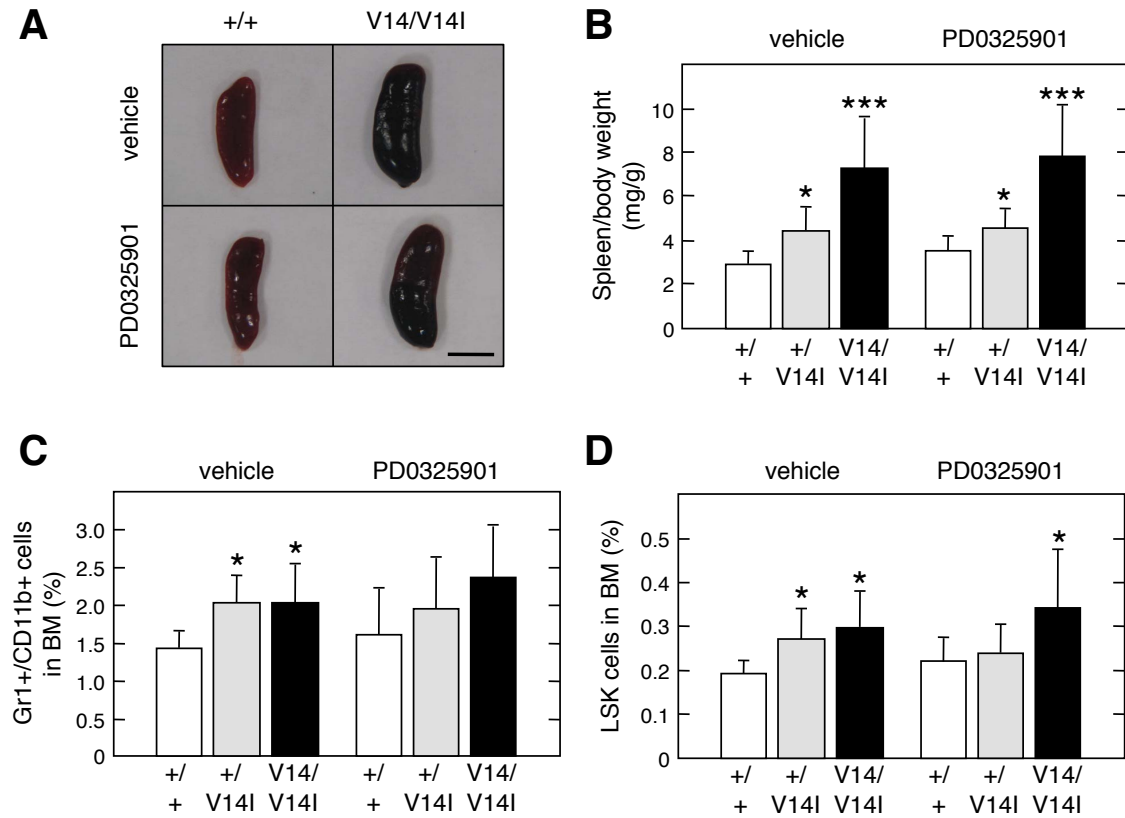 A
+/+ V14/V14I
vehicle
PD0325901
B
vehicle PD0325901
Spleen/body weight
(mg/g)
10
8
6
4
2
0
* *** * ***
+/ +/ V14/ +/ +/ V14/
+ V14I V14I + V14I V14I
C
vehicle PD0325901
Gr1+/CD11b+ cells
in BM (%)
3.0
2.5
2.0
1.5
1.0
0.5
0
* *
+/ +/ V14/ +/ +/ V14/
+ V14I V14I + V14I V14I
D
vehicle PD0325901
LSK cells in BM (%)
0.5
0.4
0.3
0.2
0.1
0
* * *
+/ +/ V14/ +/ +/ V14/
+ V14I V14I + V14I V14I